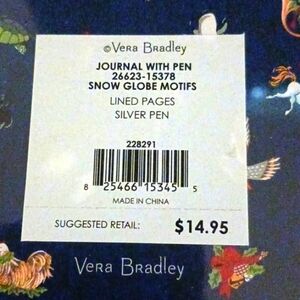 ©Vera Bradley
JOURNAL WITH PEN
26623-15378
SNOW GLOBE MOTIFS
LINED PAGES
SILVER PEN
228291
8 25466 15345 5
MADE IN CHINA
SUGGESTED RETAIL: $14.95
Vera Bradley